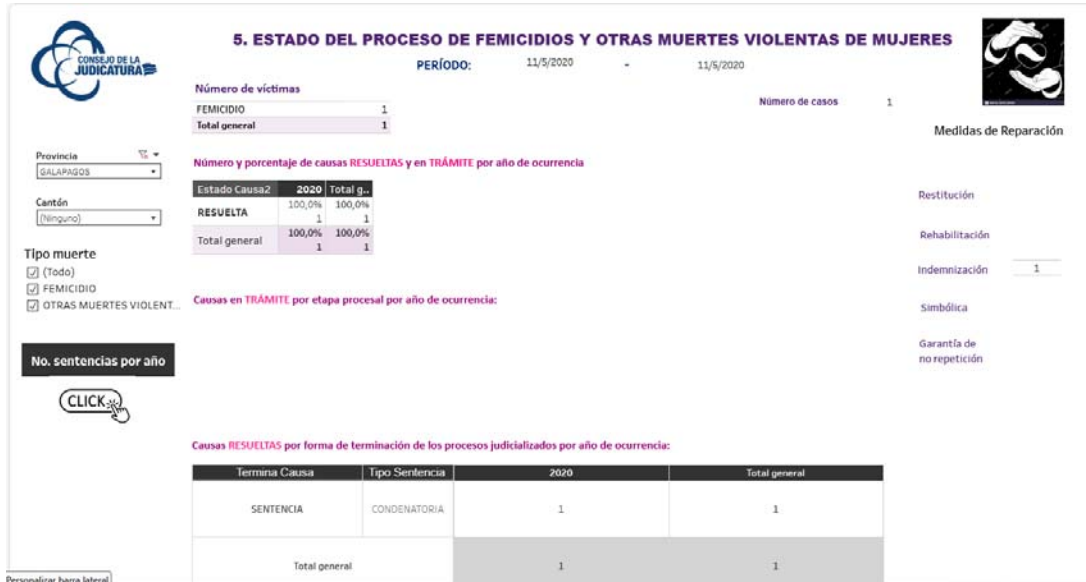 CONSEJO DE LA
JUDICATURA
5. ESTADO DEL PROCESO DE FEMICIDIOS Y OTRAS MUERTES VIOLENTAS DE MUJERES
PERÍODO: 11/5/2020 - 11/5/2020
Número de víctimas
FEMICIDIO 1
Total general 1
Número de casos 1
Medidas de Reparación
Provincia
GALAPAGOS
Cantón
(Ninguno)
Tipo muerte
(Todo)
FEMICIDIO
OTRAS MUERTES VIOLENT...
No. sentencias por año
CLICK
Número y porcentaje de causas RESUELTAS y en TRÁMITE por año de ocurrencia
Estado Causa2 2020 Total g..
RESUELTA 100,0% 100,0%
1 1
Total general 100,0% 100,0%
1 1
Restitución
Rehabilitación
Indemnización 1
Simbólica
Garantía de
no repetición
Causas en TRÁMITE por etapa procesal por año de ocurrencia:
Causas RESUELTAS por forma de terminación de los procesos judicializados por año de ocurrencia:
Termina Causa Tipo Sentencia 2020 Total general
SENTENCIA CONDENATORIA 1 1
Total general 1 1
Personalizar barra lateral